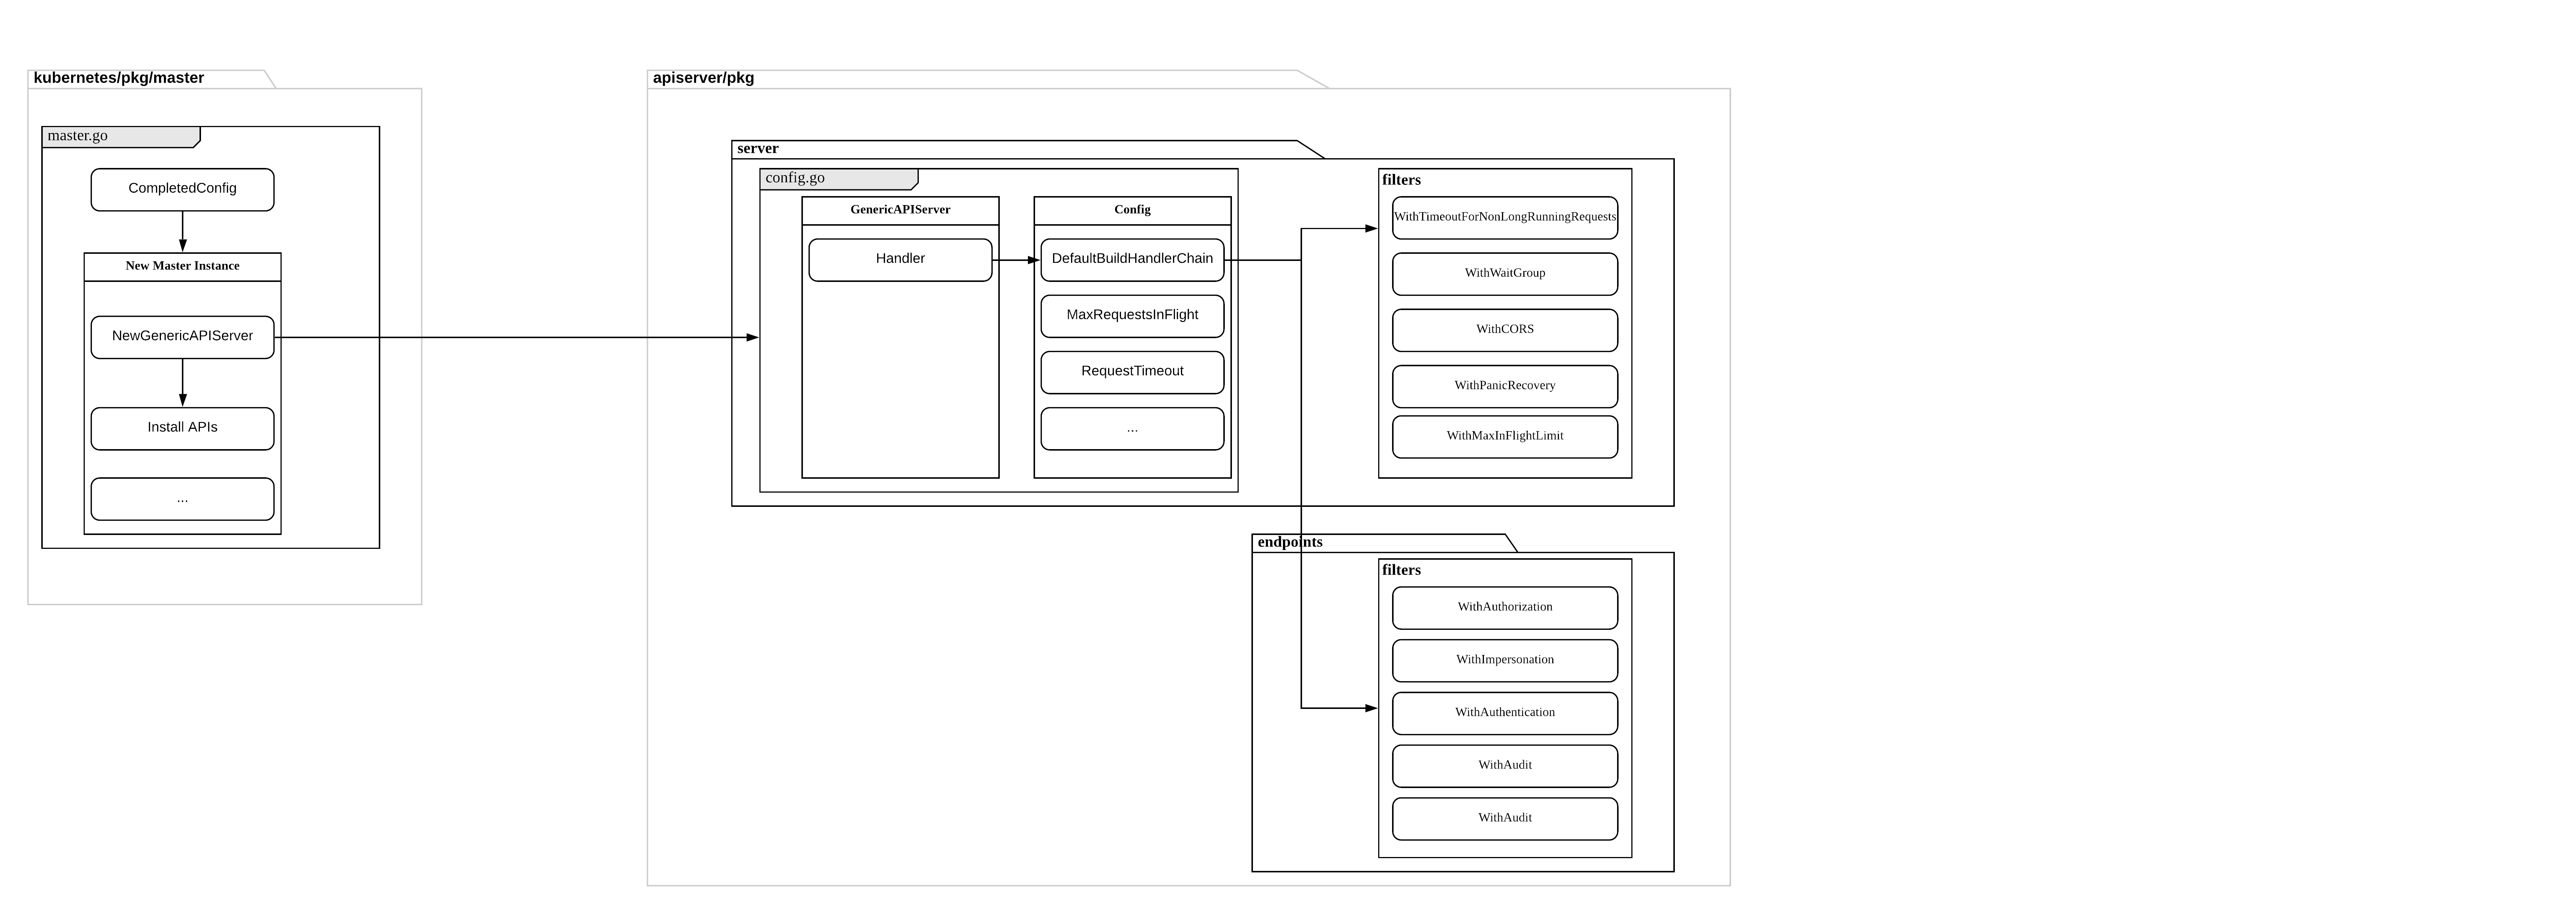 kubernetes/pkg/master
master.go
CompletedConfig
New Master Instance
NewGenericAPIServer
Install APIs
...
apiserver/pkg
server
config.go
GenericAPIServer
Handler
Config
DefaultBuildHandlerChain
MaxRequestsInFlight
RequestTimeout
...
filters
WithTimeoutForNonLongRunningRequests
WithWaitGroup
WithCORS
WithPanicRecovery
WithMaxInFlightLimit
endpoints
filters
WithAuthorization
WithImpersonation
WithAuthentication
WithAudit
WithAudit